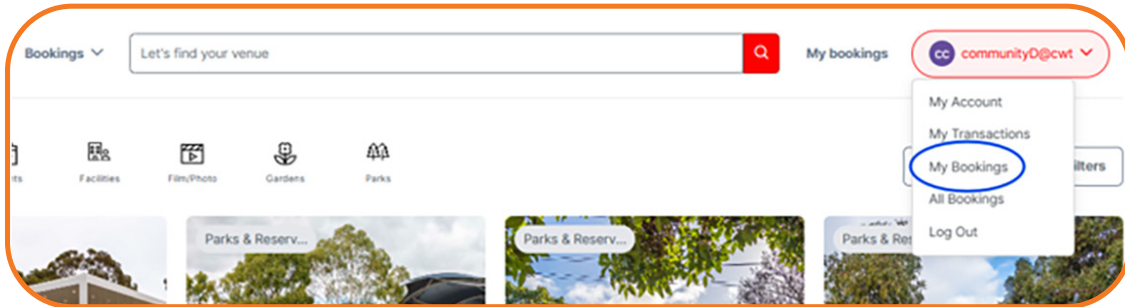 Bookings
Let's find your venue
My bookings
CC communityD@cwt
My Account
My Transactions
My Bookings
All Bookings
Log Out
Facilities
Film/Photo
Gardens
Parks
Parks & Reserv...
Parks & Reserv...
Parks & Re